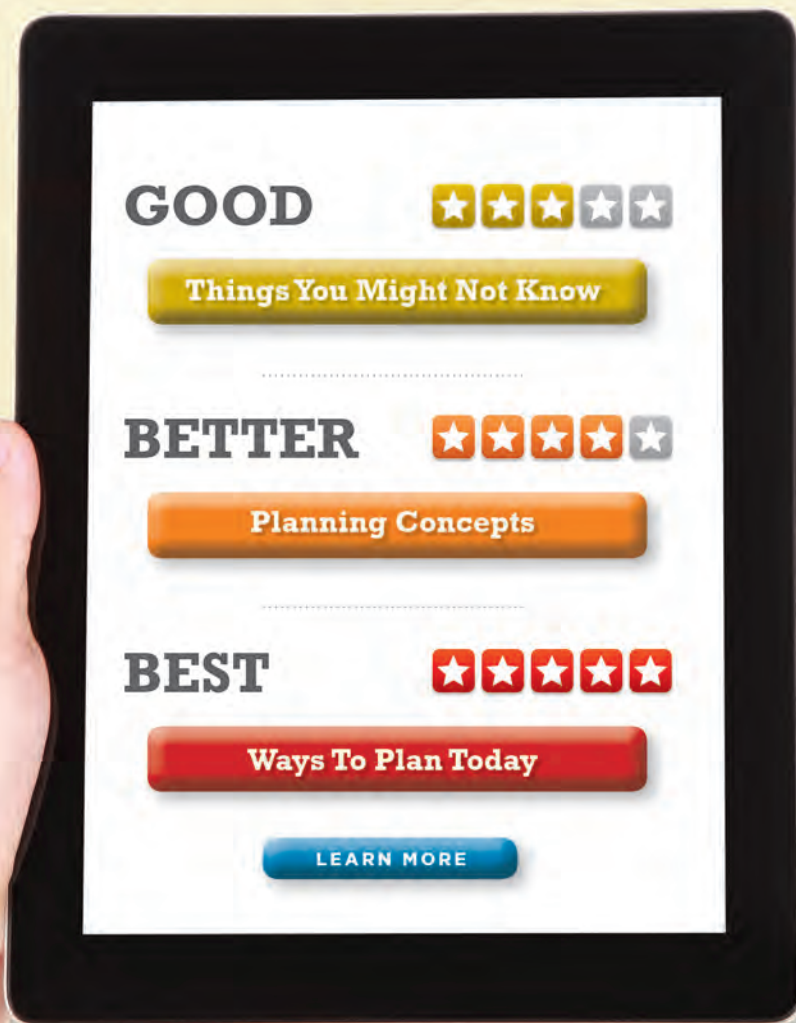 GOOD
Things You Might Not Know
BETTER
Planning Concepts
BEST
Ways To Plan Today
LEARN MORE